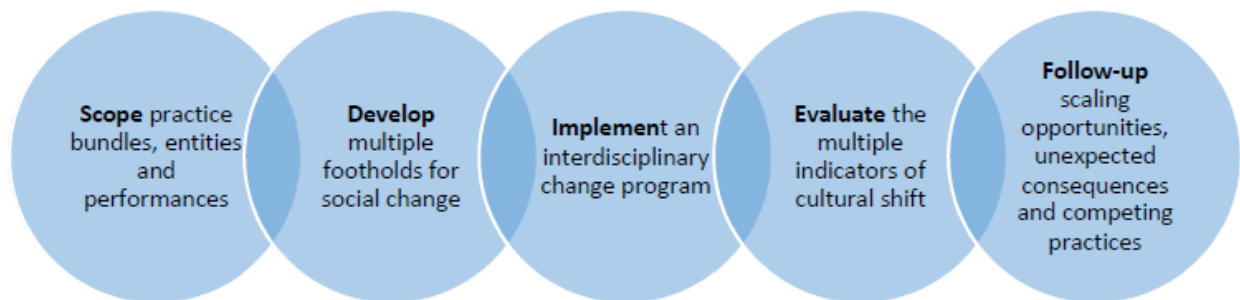 Scope practice
bundles, entities
and
performances
Develop
multiple
footholds for
social change
Implement an
interdisciplinary
change program
Evaluate the
multiple
indicators of
cultural shift
Follow-up
scaling
opportunities,
unexpected
consequences
and competing
practices